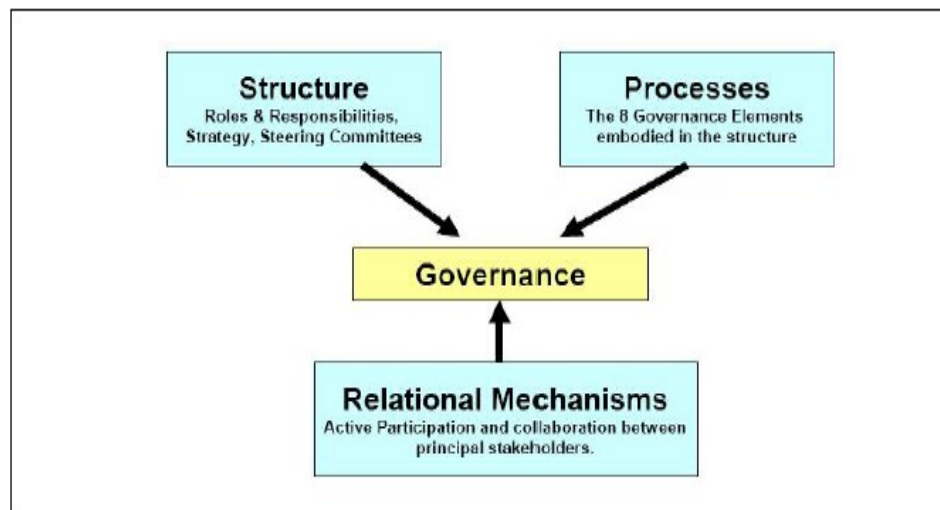 Structure
Roles & Responsibilities,
Strategy, Steering Committees
Processes
The 8 Governance Elements
embodied in the structure
Governance
Relational Mechanisms
Active Participation and collaboration between
principal stakeholders.